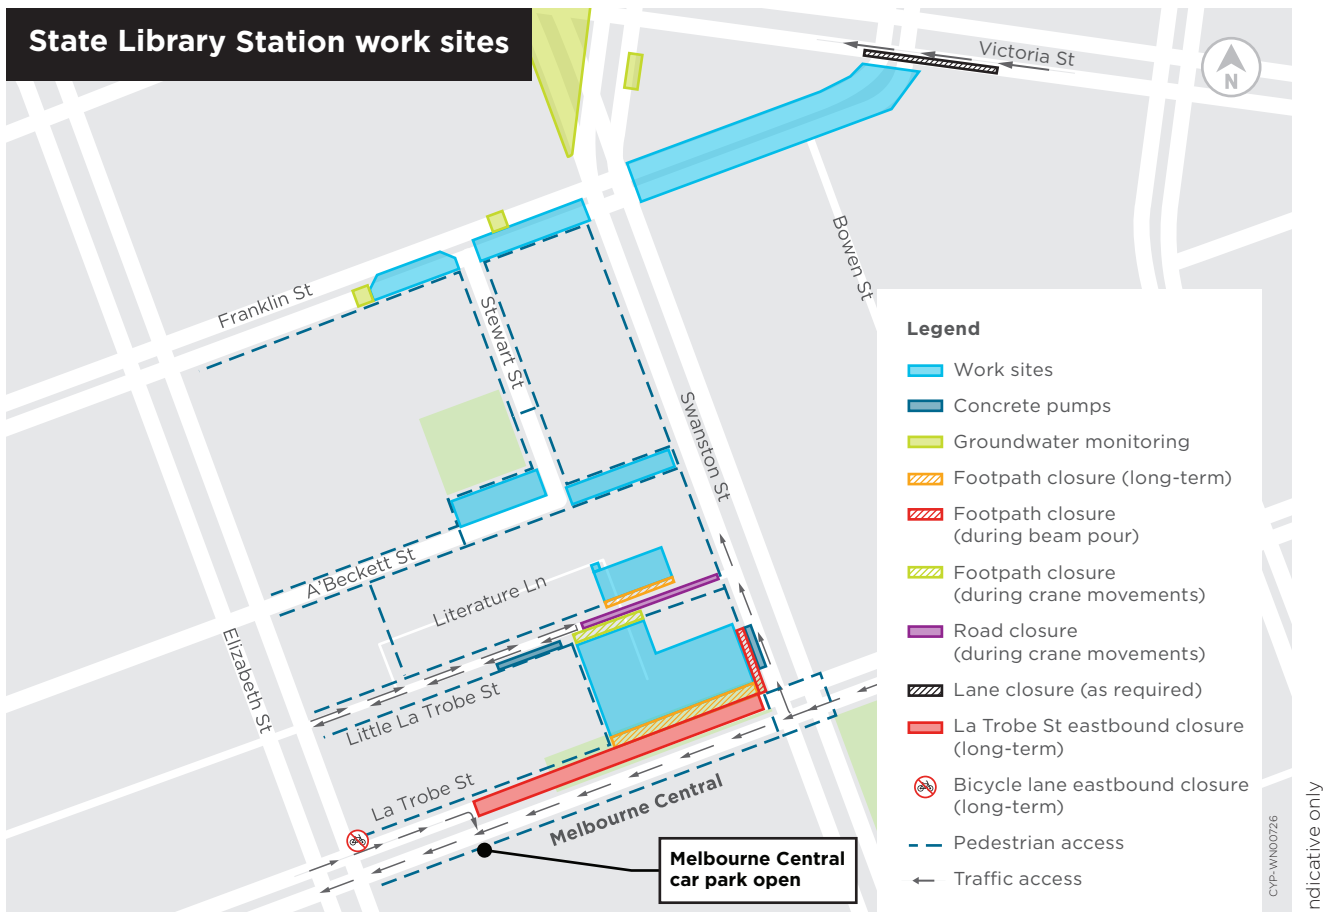 State Library Station work sites
Victoria St
N
Bowen St
Franklin St
Stewart St
Swanston St
A'Beckett St
Literature Ln
Elizabeth St
Little La Trobe St
La Trobe St
Melbourne Central
Melbourne Central
car park open
Legend
Work sites
Concrete pumps
Groundwater monitoring
Footpath closure (long-term)
Footpath closure
(during beam pour)
Footpath closure
(during crane movements)
Road closure
(during crane movements)
Lane closure (as required)
La Trobe St eastbound closure
(long-term)
Bicycle lane eastbound closure
(long-term)
Pedestrian access
Traffic access
CYP-WN00726
ndicative only